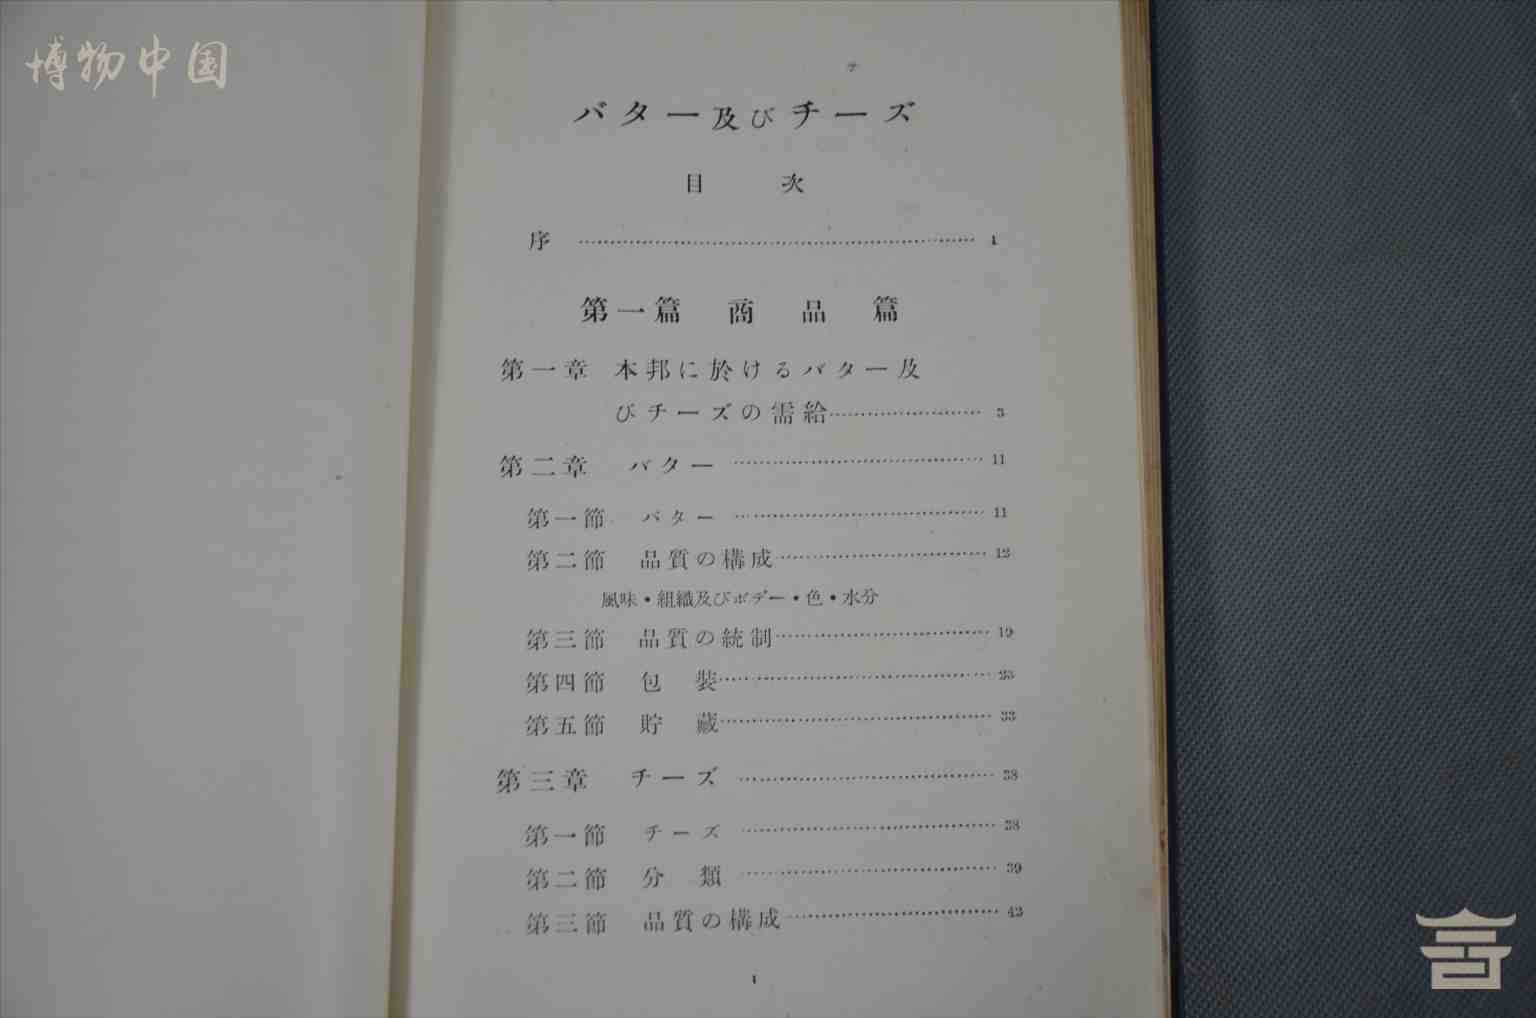 博物中国
バター及びチーズ
目 次
序 …… 1
第一篇 商品篇
第一章 本邦に於けるバター及
びチーズの需給…… 3
第二章 バター …… 11
第一節 バター …… 11
第二節 品質の構成…… 12
風味・組織及びボデー・色・水分
第三節 品質の統制…… 19
第四節 包 装……
第五節 貯 藏…… 33
第三章 チーズ …… 38
第一節 チーズ …… 38
第二節 分 類 …… 39
第三節 品質の構成…… 43
1